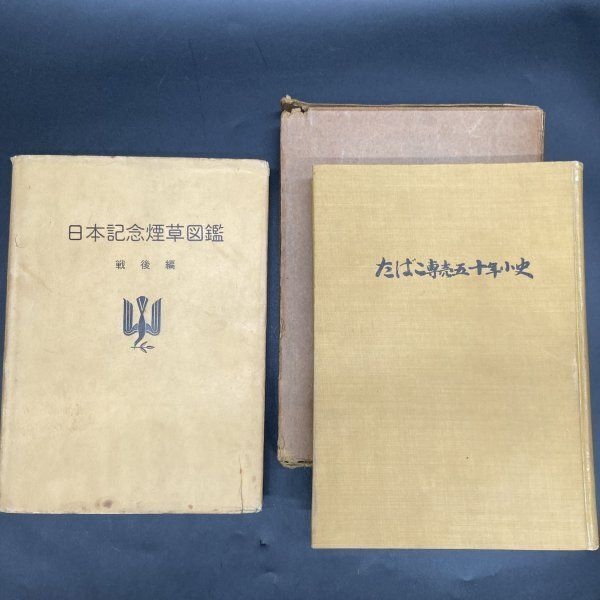 日本記念煙草図鑑
戦後編
たばこ専売五十年小史